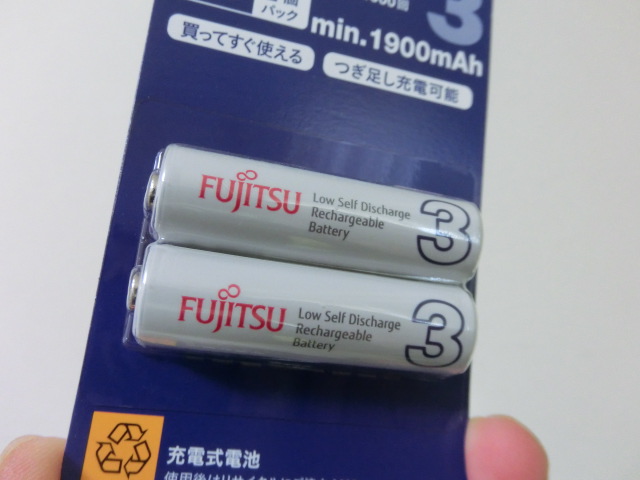 パック
3
min.1900mAh
買ってすぐ使える
つぎ足し充電可能
FUJITSU
Low Self Discharge
Rechargeable
Battery
3
FUJITSU
Low Self Discharge
Rechargeable
Battery
3
充電式電池